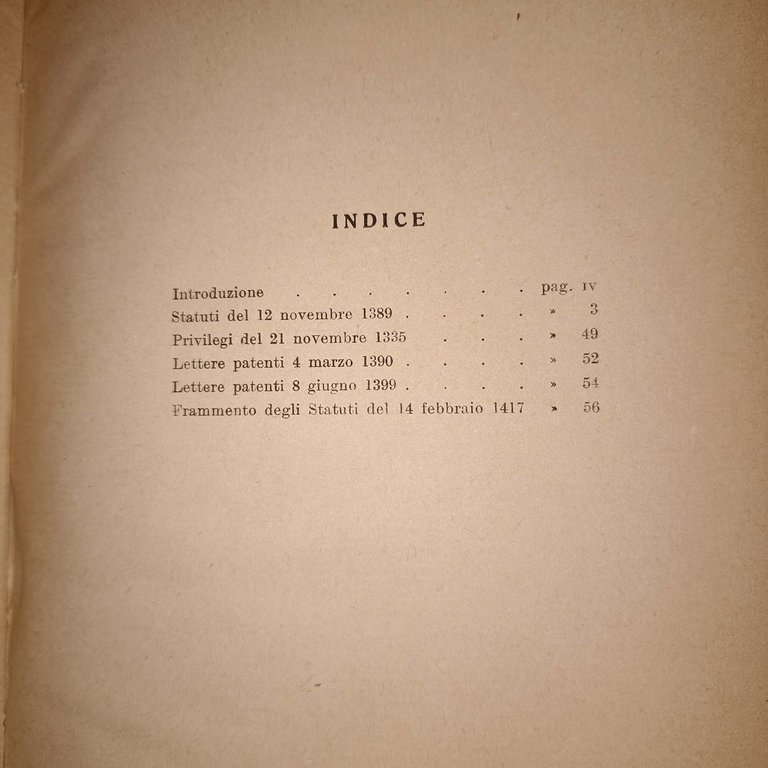 INDICE
Introduzione . . . . . . . pag. IV
Statuti del 12 novembre 1389 . . . . » 3
Privilegi del 21 novembre 1335 . . . » 49
Lettere patenti 4 marzo 1390 . . . . » 52
Lettere patenti 8 giugno 1399 . . . . » 54
Frammento degli Statuti del 14 febbraio 1417 » 56